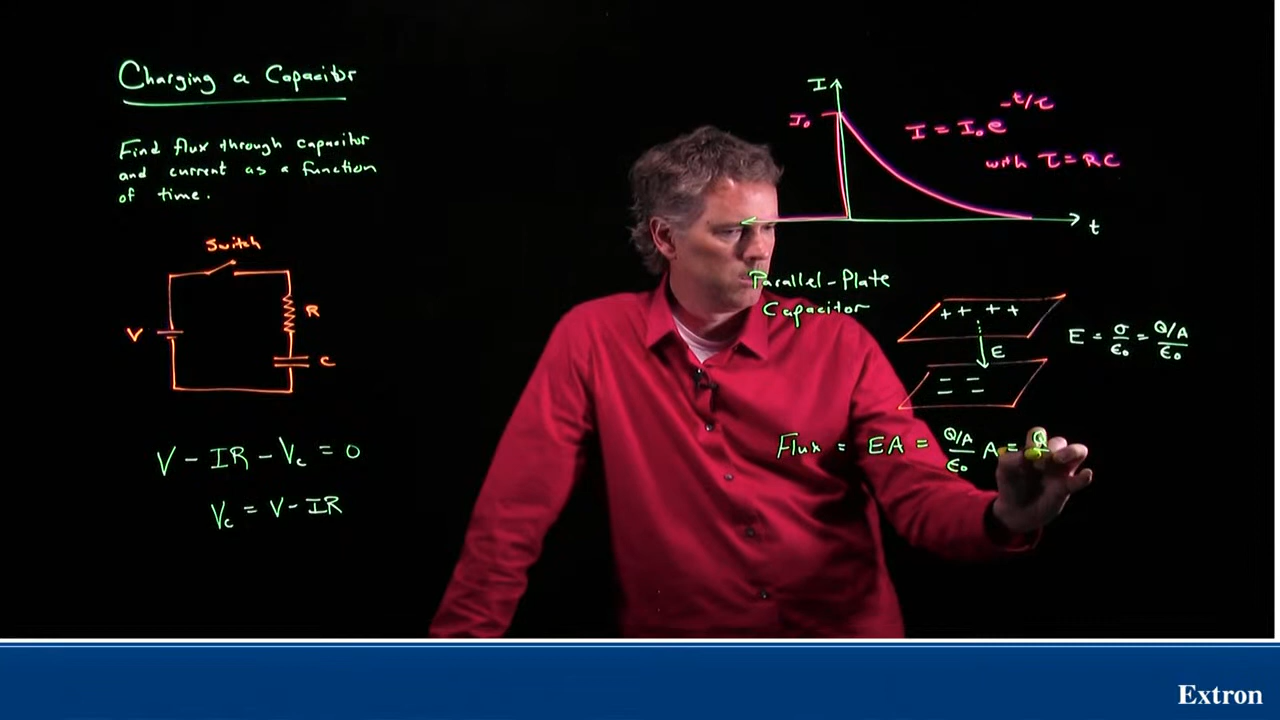 Charging a Capacitor
Find flux through capacitor
and current as a function
of time.
Switch
R
V
C
V - IR - Vc = 0
Vc = V - IR
I
I₀
I = I₀e^-t/τ
with τ = RC
t
Parallel-Plate
Capacitor
++ ++
E
E = σ/ε₀ = Q/A/ε₀
Flux = EA = Q/A/ε₀ A = Q
Extron